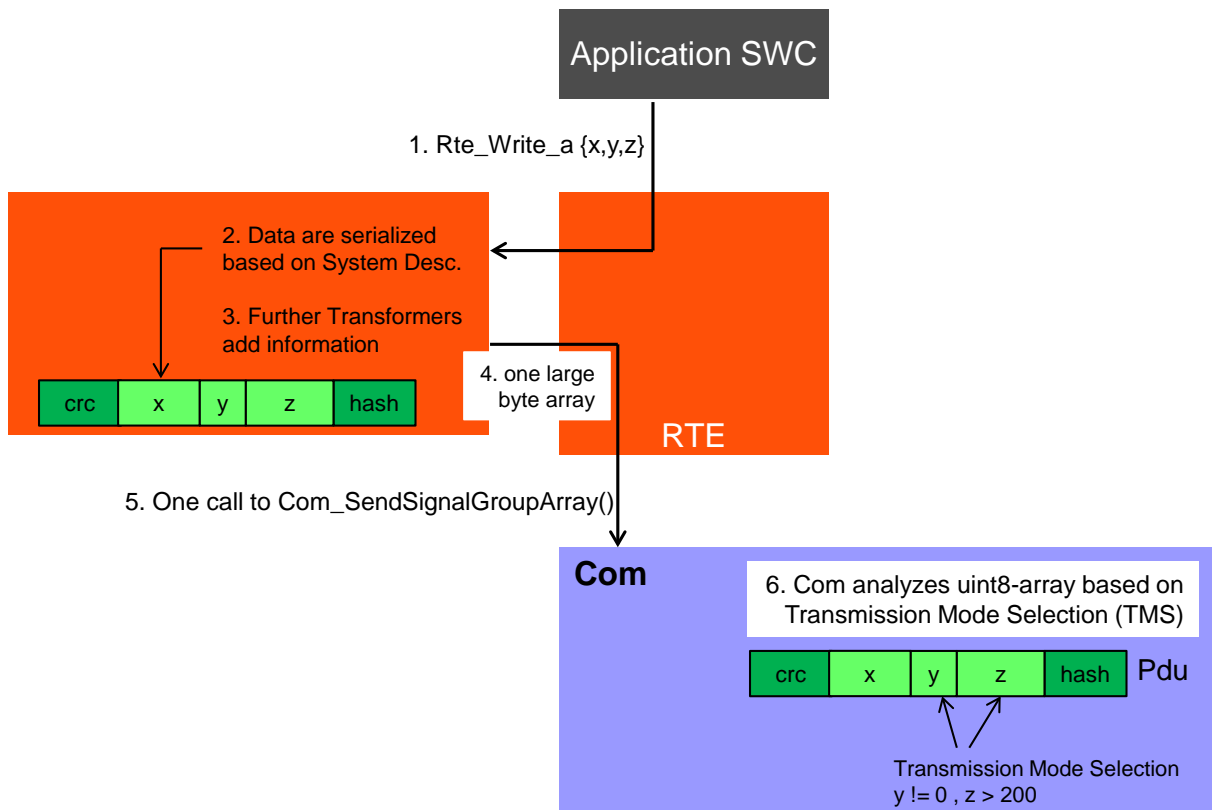 Application SWC
1. Rte_Write_a {x,y,z}
2. Data are serialized
based on System Desc.
3. Further Transformers
add information
4. one large
byte array
crc x y z hash
RTE
5. One call to Com_SendSignalGroupArray()
Com
6. Com analyzes uint8-array based on
Transmission Mode Selection (TMS)
crc x y z hash Pdu
Transmission Mode Selection
y != 0 , z > 200